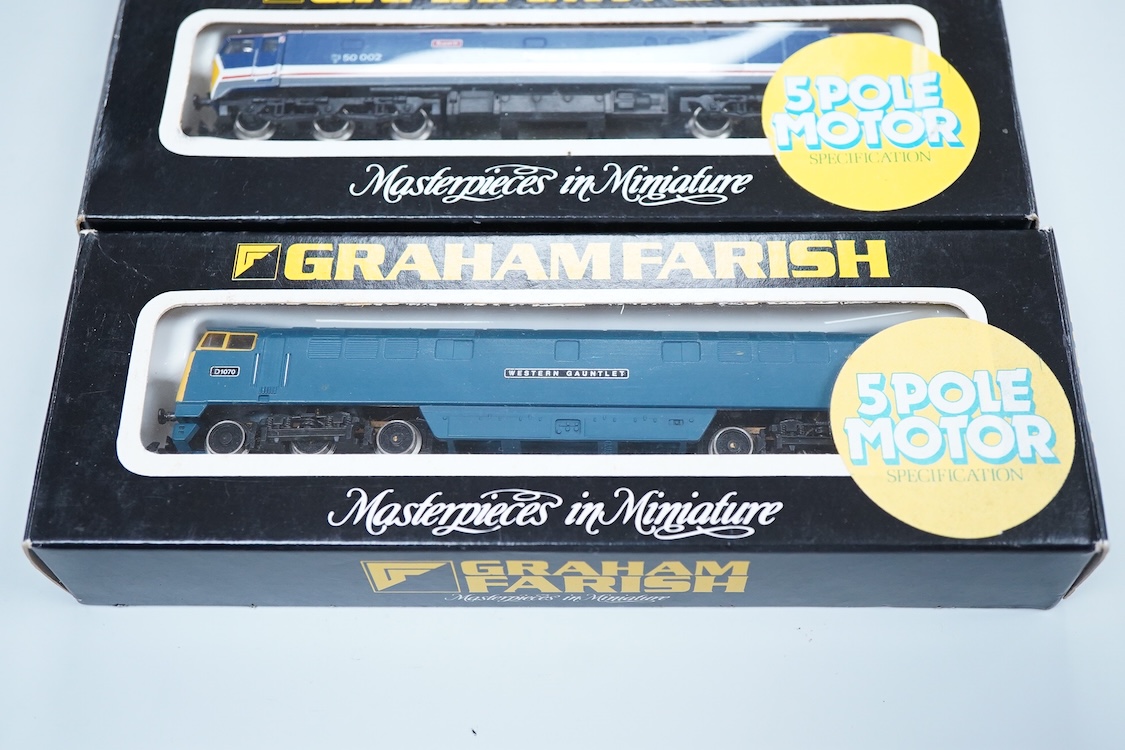 50 002
5 POLE
MOTOR
SPECIFICATION
Masterpieces in Miniature
GRAHAM FARISH
D1070
WESTERN GAUNTLET
5 POLE
MOTOR
SPECIFICATION
Masterpieces in Miniature
GRAHAM
FARISH
Masterpieces in Miniature